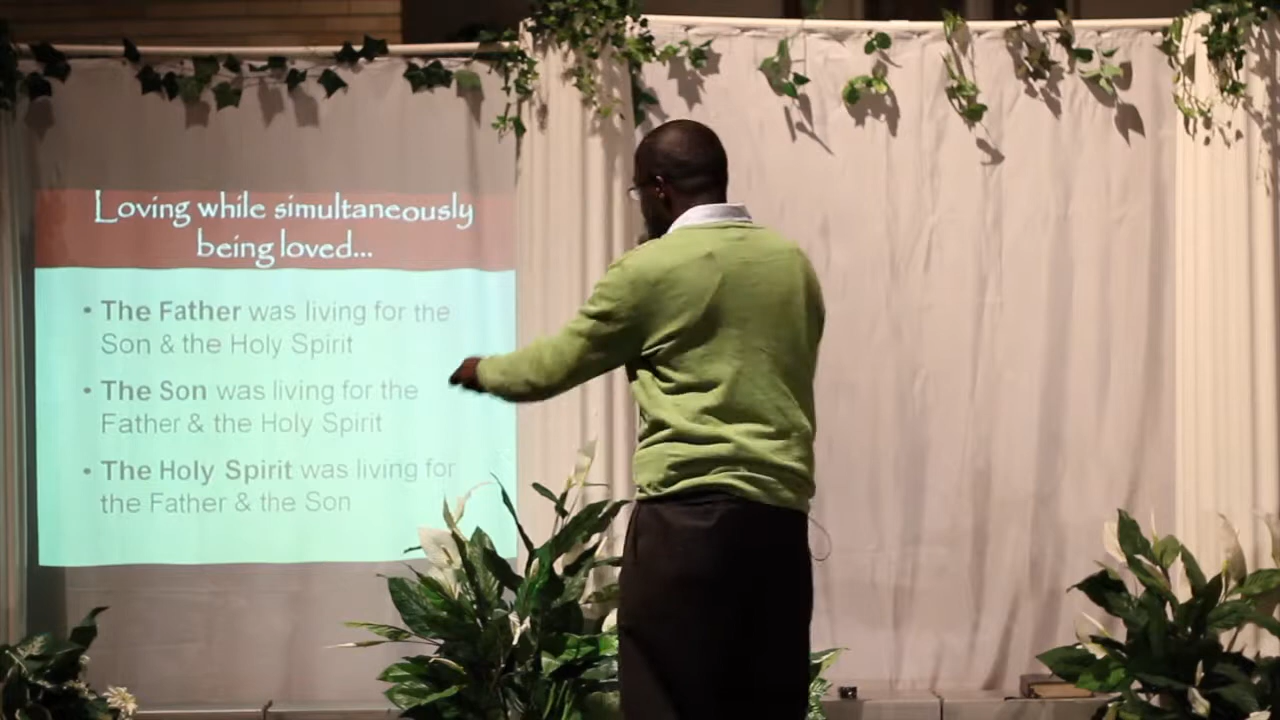 Loving while simultaneously
being loved...
• The Father was living for the
Son & the Holy Spirit
• The Son was living for the
Father & the Holy Spirit
• The Holy Spirit was living for
the Father & the Son